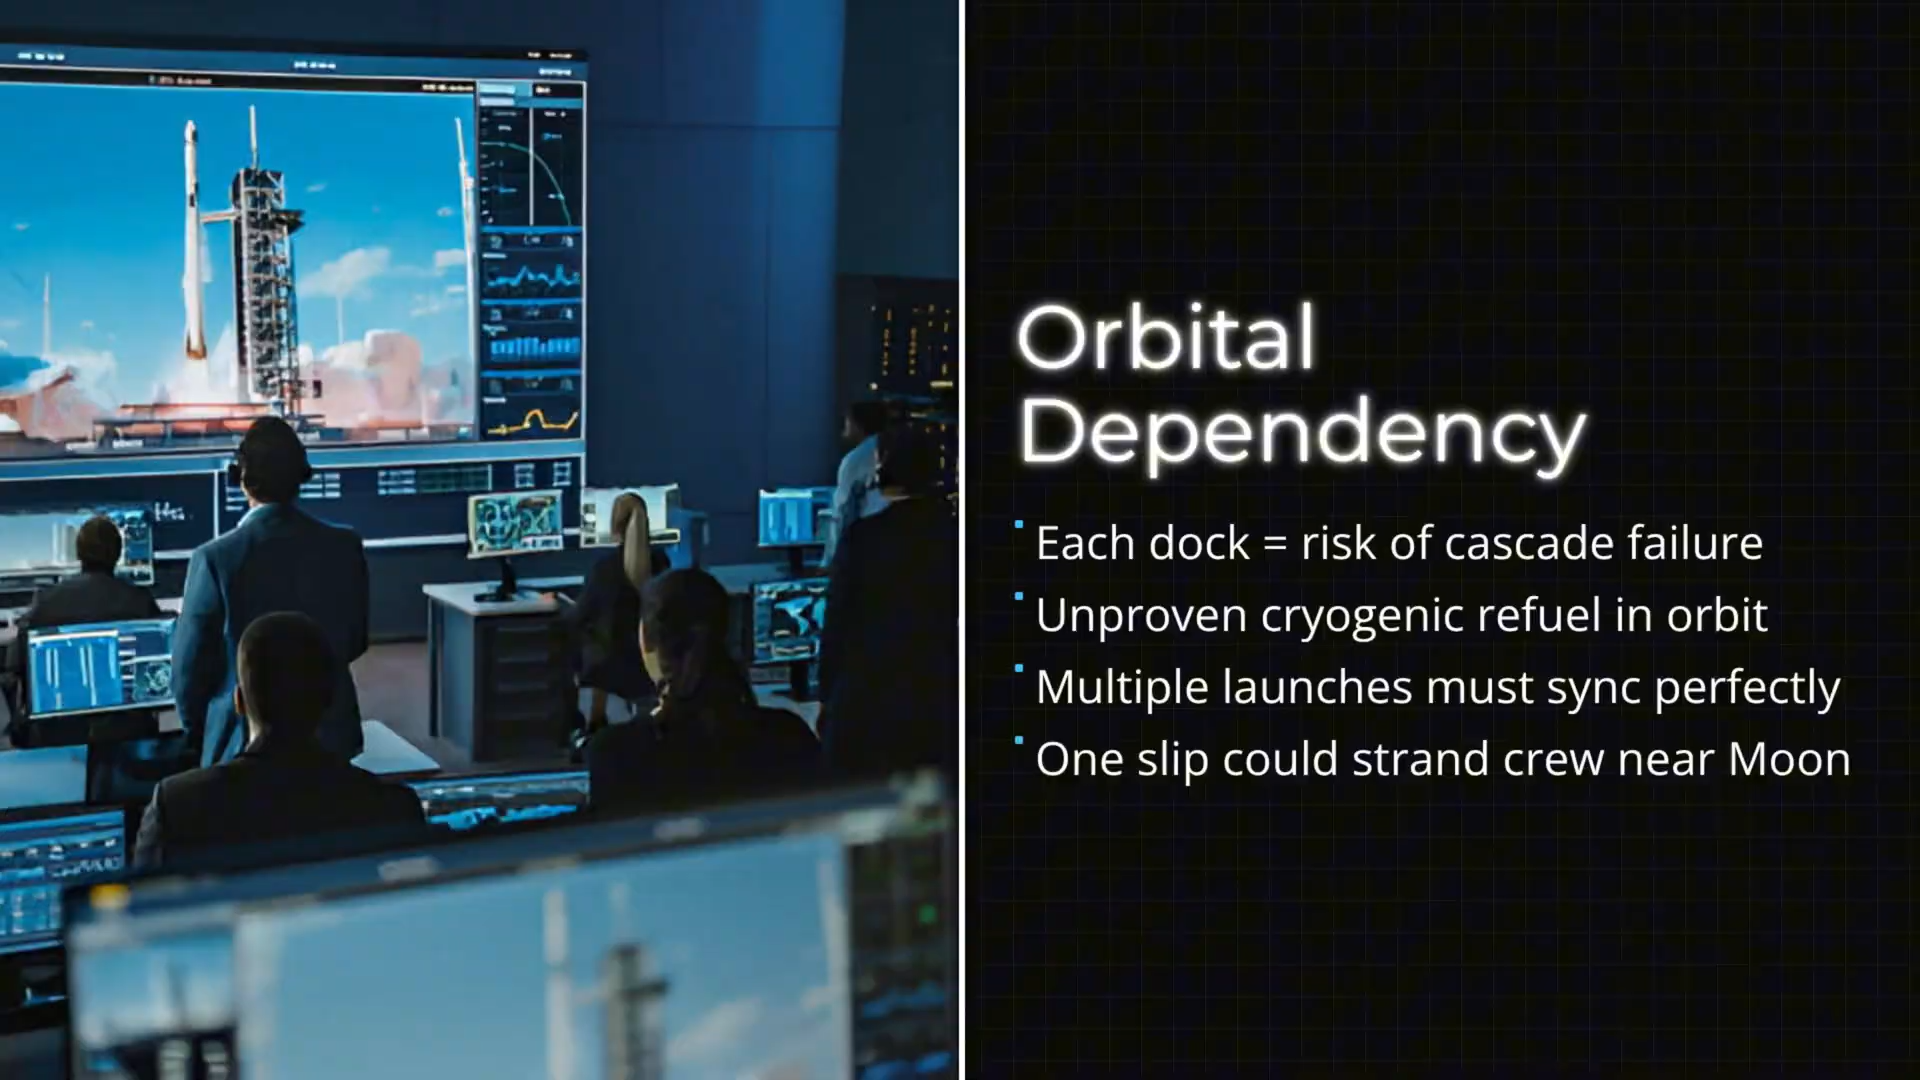 Orbital
Dependency
Each dock = risk of cascade failure
Unproven cryogenic refuel in orbit
Multiple launches must sync perfectly
One slip could strand crew near Moon